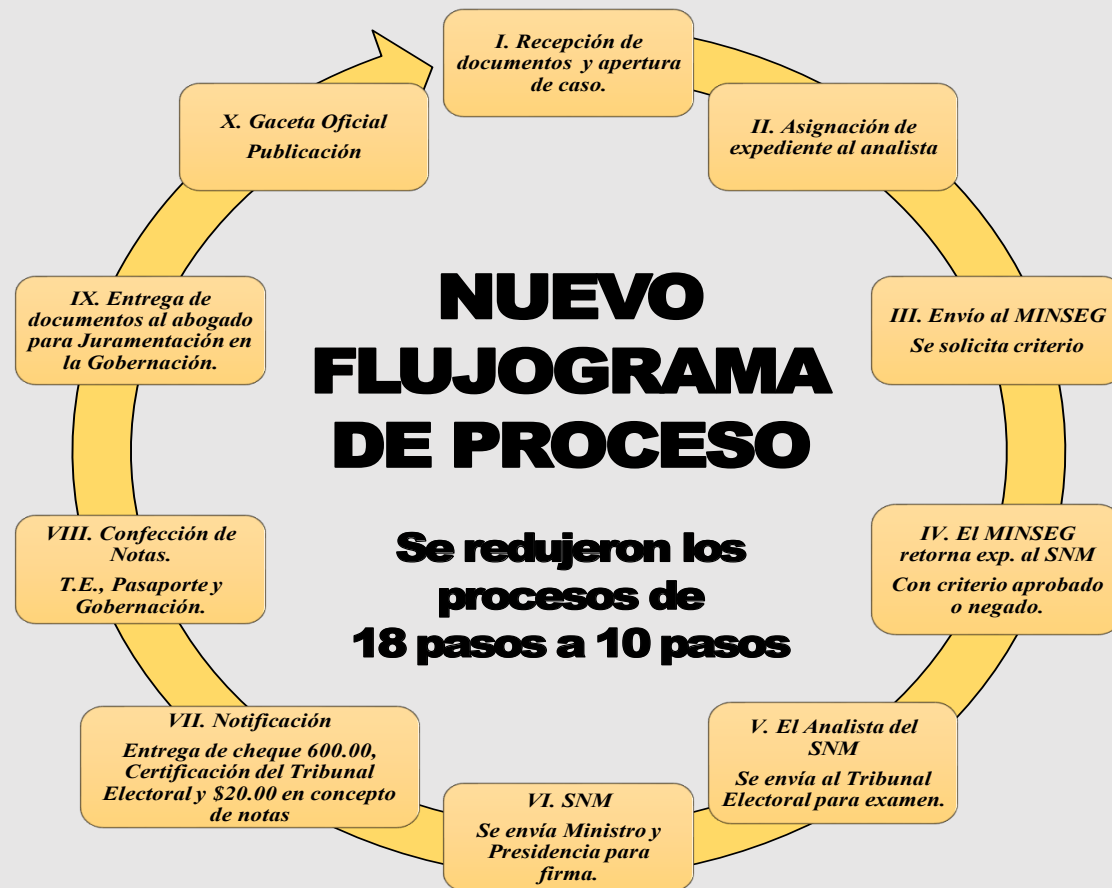 I. Recepción de
documentos y apertura
de caso.
II. Asignación de
expediente al analista
III. Envío al MINSEG
Se solicita criterio
IV. El MINSEG
retorna exp. al SNM
Con criterio aprobado
o negado.
V. El Analista del
SNM
Se envía al Tribunal
Electoral para examen.
VI. SNM
Se envía Ministro y
Presidencia para
firma.
VII. Notificación
Entrega de cheque 600.00,
Certificación del Tribunal
Electoral y $20.00 en concepto
de notas
VIII. Confección de
Notas.
T.E., Pasaporte y
Gobernación.
IX. Entrega de
documentos al abogado
para Juramentación en
la Gobernación.
X. Gaceta Oficial
Publicación
NUEVO
FLUJOGRAMA
DE PROCESO
Se redujeron los
procesos de
18 pasos a 10 pasos